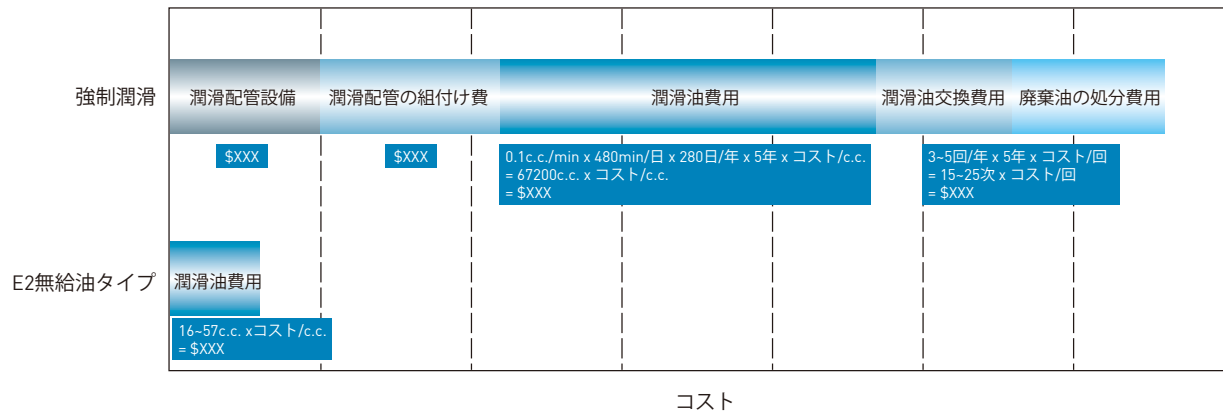 強制潤滑
潤滑配管設備
潤滑配管の組付け費
潤滑油費用
潤滑油交換費用
廃棄油の処分費用
$XXX
$XXX
0.1c.c./min x 480min/日 x 280日/年 x 5年 x コスト/c.c.
= 67200c.c. x コスト/c.c.
= $XXX
3~5回/年 x 5年 x コスト/回
= 15~25次 x コスト/回
= $XXX
E2無給油タイプ
潤滑油費用
16~57c.c. xコスト/c.c.
= $XXX
コスト